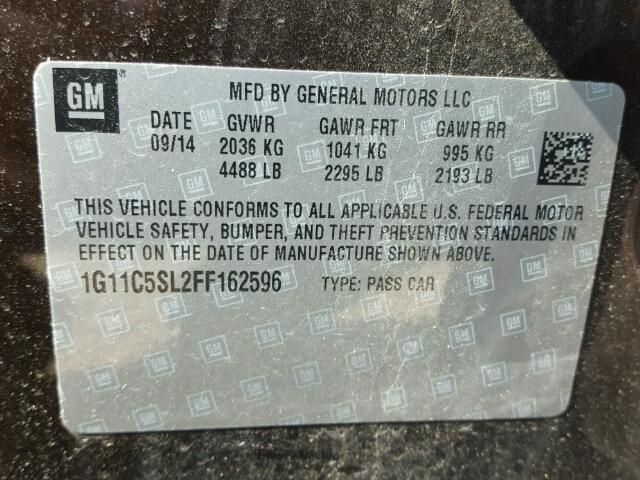 GM ® MFD BY GENERAL MOTORS LLC
DATE GVWR GAWR FRT GAWR RR
09/14 2036 KG 1041 KG 995 KG
4488 LB 2295 LB 2193 LB
THIS VEHICLE CONFORMS TO ALL APPLICABLE U.S. FEDERAL MOTOR
VEHICLE SAFETY, BUMPER, AND THEFT PREVENTION STANDARDS IN
EFFECT ON THE DATE OF MANUFACTURE SHOWN ABOVE.
1G11C5SL2FF162596 TYPE: PASS CAR